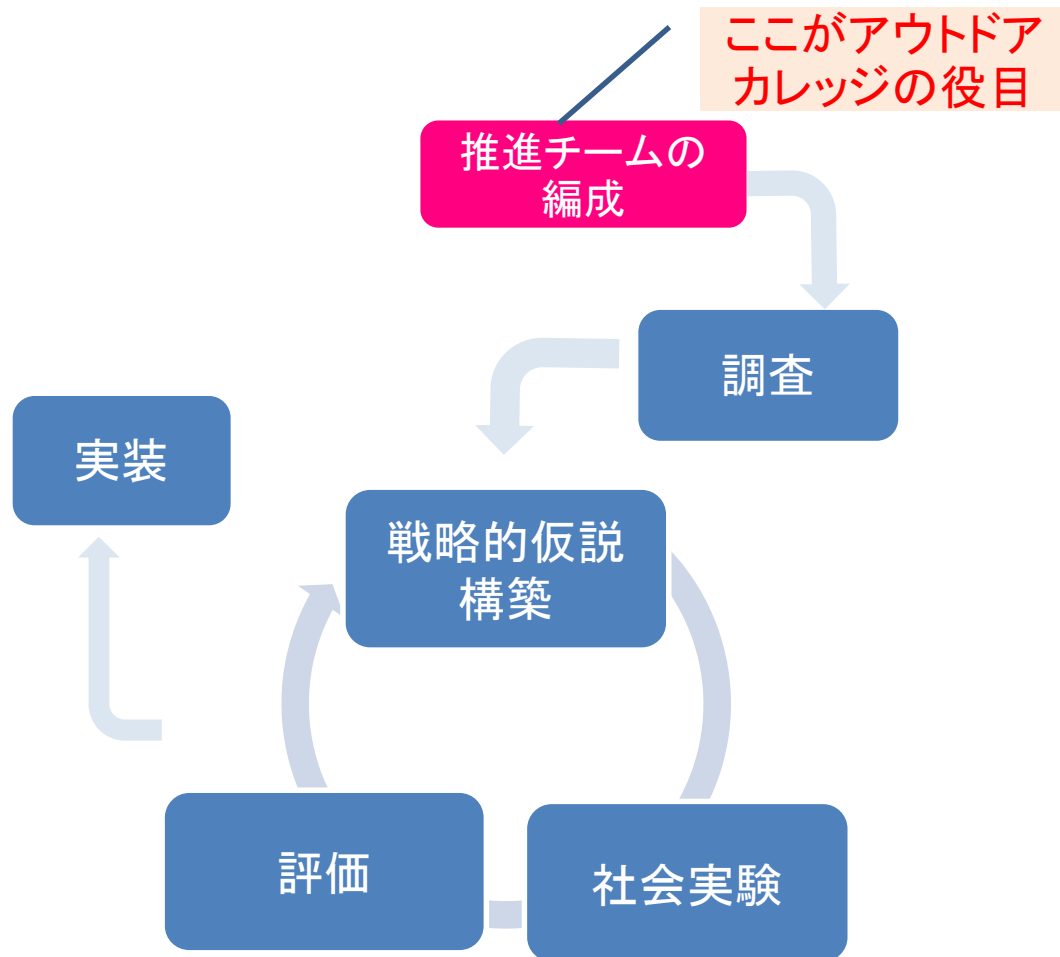 ここがアウトドア
カレッジの役目
推進チームの
編成
調査
実装
戦略的仮説
構築
評価
社会実験